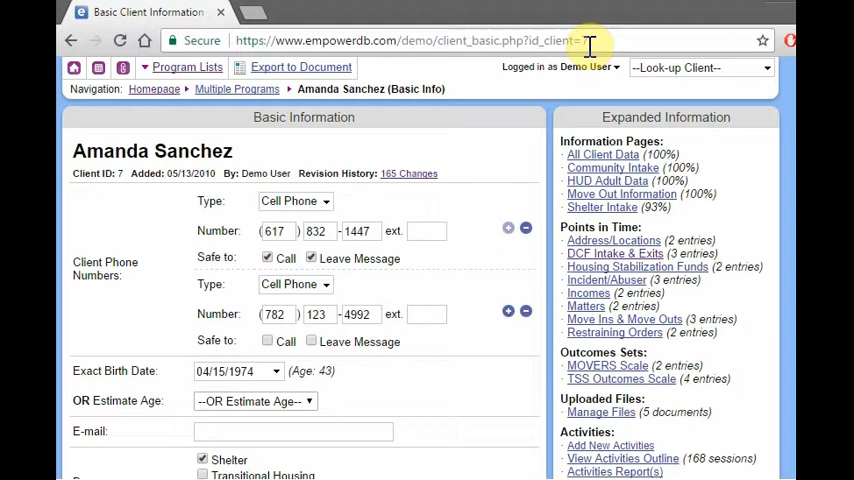 Basic Client Information
Secure https://www.empowerdb.com/demo/client_basic.php?id_client=7
Program Lists Export to Document Logged in as Demo User --Look-up Client--
Navigation: Homepage Multiple Programs Amanda Sanchez (Basic Info)
Basic Information
Amanda Sanchez
Client ID: 7 Added: 05/13/2010 By: Demo User Revision History: 165 Changes
Client Phone Numbers:
Type: Cell Phone
Number: (617) 832 -1447 ext.
Safe to: Call Leave Message
Type: Cell Phone
Number: (782) 123 -4992 ext.
Safe to: Call Leave Message
Exact Birth Date: 04/15/1974 (Age: 43)
OR Estimate Age: --OR Estimate Age--
E-mail:
Shelter
Transitional Housing
Expanded Information
Information Pages:
· All Client Data (100%)
· Community Intake (100%)
· HUD Adult Data (100%)
· Move Out Information (100%)
· Shelter Intake (93%)
Points in Time:
· Address/Locations (2 entries)
· DCF Intake & Exits (3 entries)
· Housing Stabilization Funds (2 entries)
· Incident/Abuser (3 entries)
· Incomes (2 entries)
· Matters (2 entries)
· Move Ins & Move Outs (3 entries)
· Restraining Orders (2 entries)
Outcomes Sets:
· MOVERS Scale (2 entries)
· TSS Outcomes Scale (4 entries)
Uploaded Files:
· Manage Files (5 documents)
Activities:
· Add New Activities
· View Activities Outline (168 sessions)
· Activities Report(s)